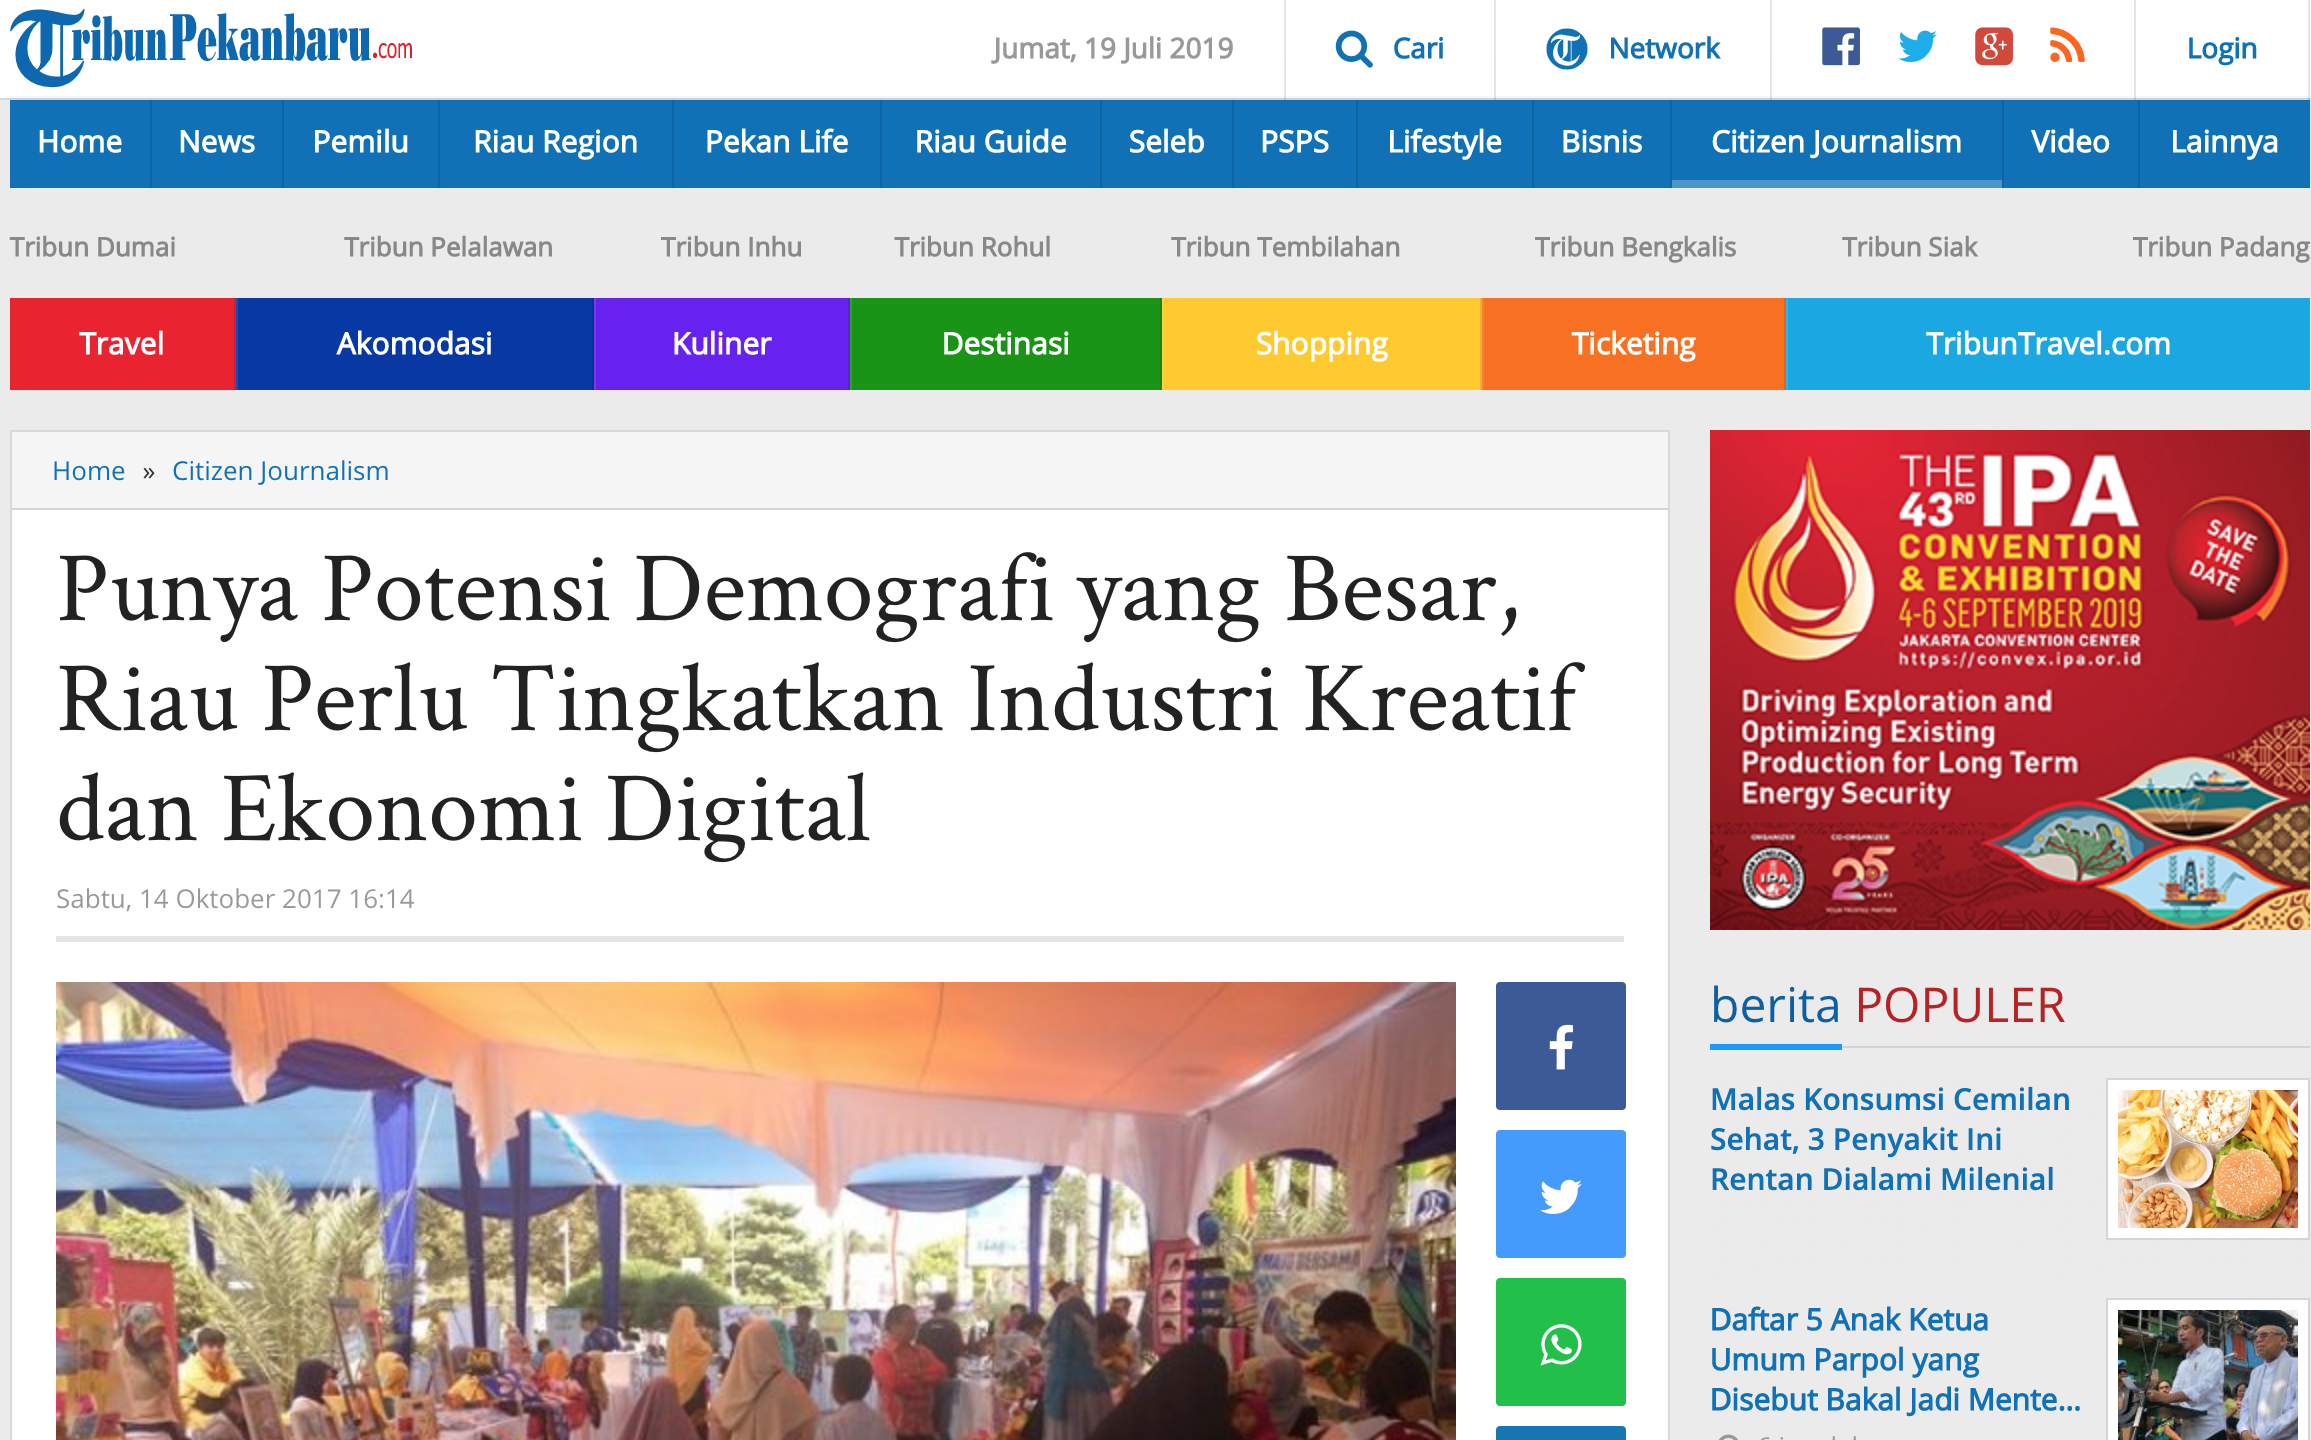 TribunPekanbaru.com
Jumat, 19 Juli 2019
Cari
Network
Login
Home
News
Pemilu
Riau Region
Pekan Life
Riau Guide
Seleb
PSPS
Lifestyle
Bisnis
Citizen Journalism
Video
Lainnya
Tribun Dumai
Tribun Pelalawan
Tribun Inhu
Tribun Rohul
Tribun Tembilahan
Tribun Bengkalis
Tribun Siak
Tribun Padang
Travel
Akomodasi
Kuliner
Destinasi
Shopping
Ticketing
TribunTravel.com
Home » Citizen Journalism
Punya Potensi Demografi yang Besar,
Riau Perlu Tingkatkan Industri Kreatif
dan Ekonomi Digital
Sabtu, 14 Oktober 2017 16:14
MAJU BERSAMA
THE
43RD IPA
CONVENTION
& EXHIBITION
4-6 SEPTEMBER 2019
JAKARTA CONVENTION CENTER
https://convex.ipa.or.id
SAVE
THE
DATE
Driving Exploration and
Optimizing Existing
Production for Long Term
Energy Security
ORGANIZER
CO-ORGANIZER
IPA
25
YEARS
berita POPULER
Malas Konsumsi Cemilan
Sehat, 3 Penyakit Ini
Rentan Dialami Milenial
Daftar 5 Anak Ketua
Umum Parpol yang
Disebut Bakal Jadi Mente...